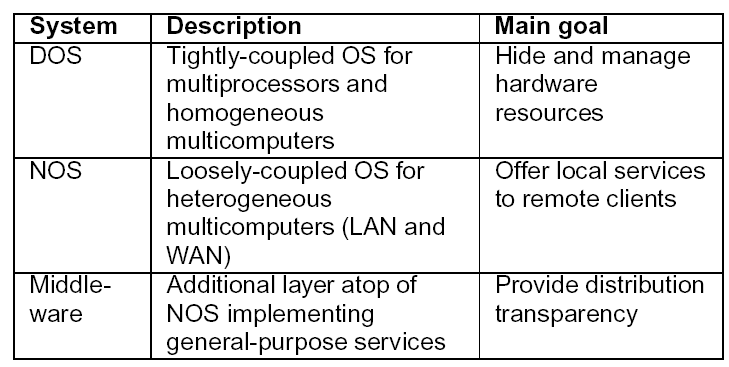 System Description Main goal
DOS Tightly-coupled OS for Hide and manage
multiprocessors and hardware
homogeneous resources
multicomputers
NOS Loosely-coupled OS for Offer local services
heterogeneous to remote clients
multicomputers (LAN and
WAN)
Middle- Additional layer atop of Provide distribution
ware NOS implementing transparency
general-purpose services